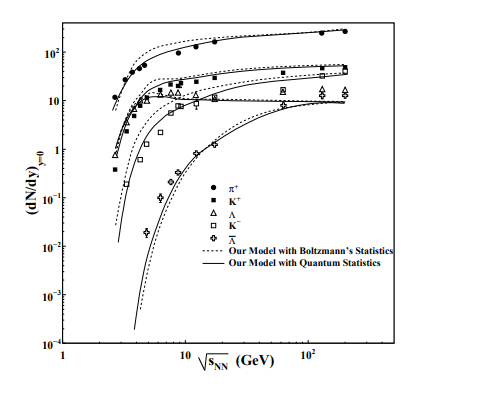 10²
10
1
10⁻¹
10⁻²
10⁻³
10⁻⁴
(dN/dy)y=0
π⁺
K⁺
Λ
K⁻
Λ̅
Our Model with Boltzmann's Statistics
Our Model with Quantum Statistics
1 10 10²
√sNN (GeV)